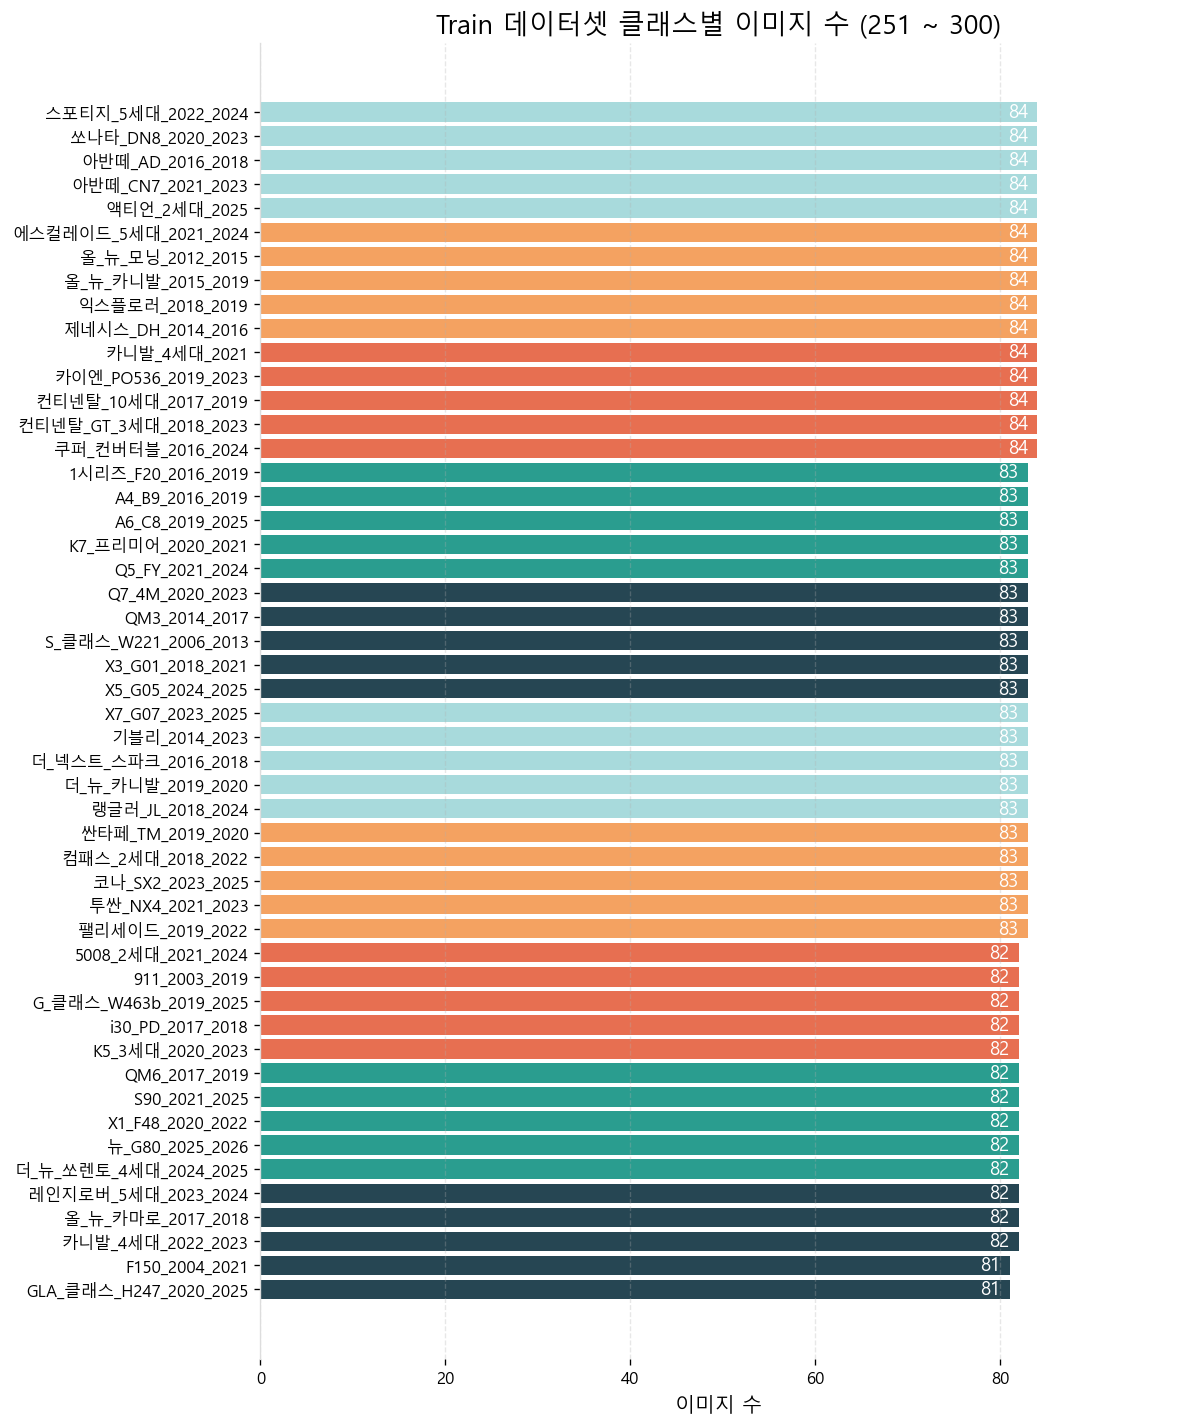 Train 데이터셋 클래스별 이미지 수 (251 ~ 300)
스포티지_5세대_2022_2024 84
쏘나타_DN8_2020_2023 84
아반떼_AD_2016_2018 84
아반떼_CN7_2021_2023 84
액티언_2세대_2025 84
에스컬레이드_5세대_2021_2024 84
올_뉴_모닝_2012_2015 84
올_뉴_카니발_2015_2019 84
익스플로러_2018_2019 84
제네시스_DH_2014_2016 84
카니발_4세대_2021 84
카이엔_PO536_2019_2023 84
컨티넨탈_10세대_2017_2019 84
컨티넨탈_GT_3세대_2018_2023 84
쿠퍼_컨버터블_2016_2024 84
1시리즈_F20_2016_2019 83
A4_B9_2016_2019 83
A6_C8_2019_2025 83
K7_프리미어_2020_2021 83
Q5_FY_2021_2024 83
Q7_4M_2020_2023 83
QM3_2014_2017 83
S_클래스_W221_2006_2013 83
X3_G01_2018_2021 83
X5_G05_2024_2025 83
X7_G07_2023_2025 83
기블리_2014_2023 83
더_넥스트_스파크_2016_2018 83
더_뉴_카니발_2019_2020 83
랭글러_JL_2018_2024 83
싼타페_TM_2019_2020 83
컴패스_2세대_2018_2022 83
코나_SX2_2023_2025 83
투싼_NX4_2021_2023 83
팰리세이드_2019_2022 83
5008_2세대_2021_2024 82
911_2003_2019 82
G_클래스_W463b_2019_2025 82
i30_PD_2017_2018 82
K5_3세대_2020_2023 82
QM6_2017_2019 82
S90_2021_2025 82
X1_F48_2020_2022 82
뉴_G80_2025_2026 82
더_뉴_쏘렌토_4세대_2024_2025 82
레인지로버_5세대_2023_2024 82
올_뉴_카마로_2017_2018 82
카니발_4세대_2022_2023 82
F150_2004_2021 81
GLA_클래스_H247_2020_2025 81
0 20 40 60 80
이미지 수